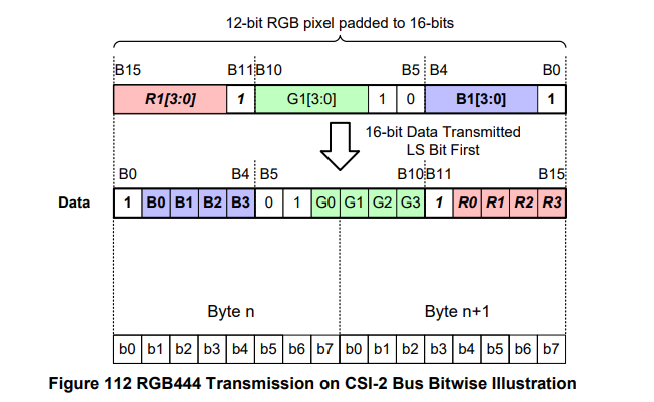 12-bit RGB pixel padded to 16-bits
B15 B11 B10 B5 B4 B0
R1[3:0] 1 G1[3:0] 1 0 B1[3:0] 1
16-bit Data Transmitted
LS Bit First
B0 B4 B5 B10 B11 B15
Data 1 B0 B1 B2 B3 0 1 G0 G1 G2 G3 1 R0 R1 R2 R3
Byte n Byte n+1
b0 b1 b2 b3 b4 b5 b6 b7 b0 b1 b2 b3 b4 b5 b6 b7
Figure 112 RGB444 Transmission on CSI-2 Bus Bitwise Illustration